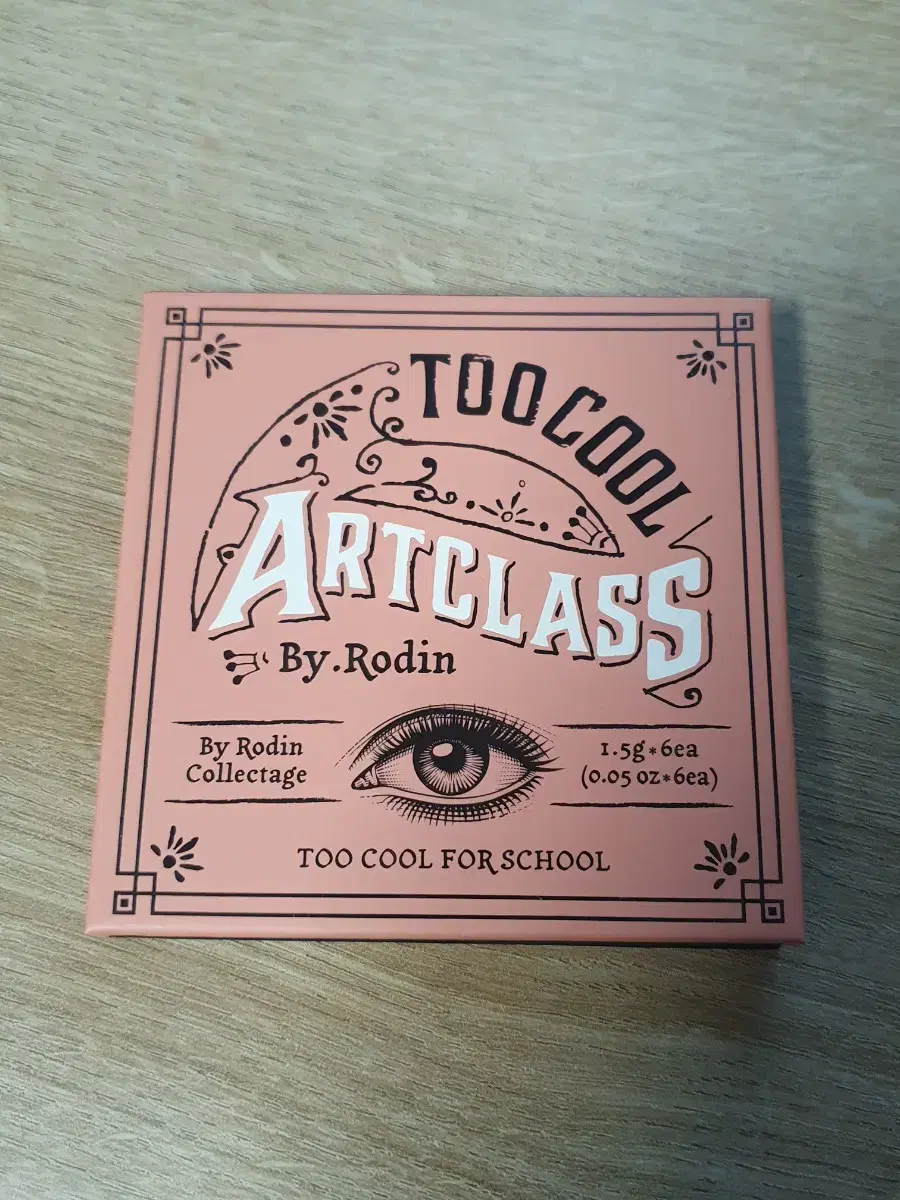 TOO COOL
ARTCLASS
By.Rodin
By Rodin
Collectage
1.5g*6ea
(0.05 oz*6ea)
TOO COOL FOR SCHOOL